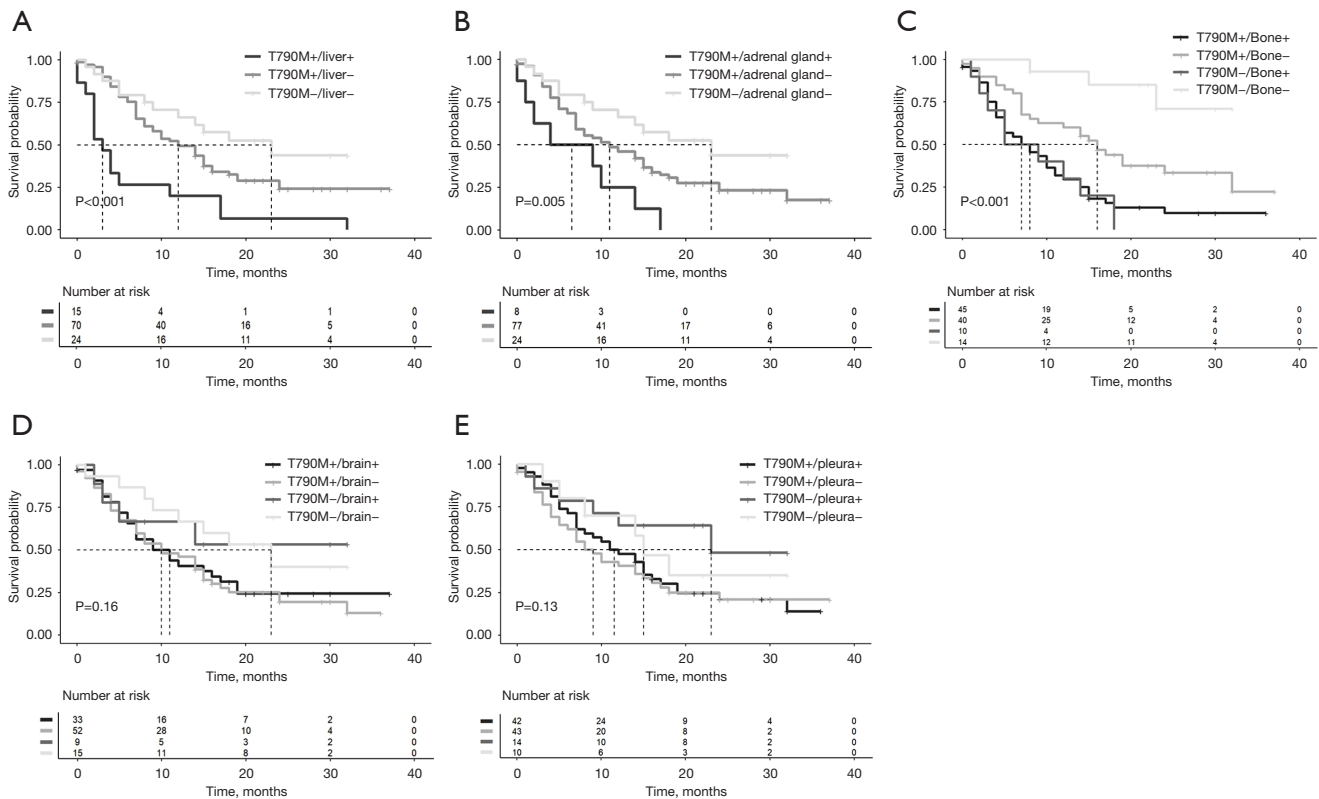 A
T790M+/liver+
T790M+/liver−
T790M−/liver−
Survival probability
1.00
0.75
0.50
0.25
0.00
P<0.001
0 10 20 30 40
Time, months
Number at risk
15 4 1 1 0
70 40 16 5 0
24 16 11 4 0
0 10 20 30 40
Time, months
B
T790M+/adrenal gland+
T790M+/adrenal gland−
T790M−/adrenal gland−
Survival probability
1.00
0.75
0.50
0.25
0.00
P=0.005
0 10 20 30 40
Time, months
Number at risk
8 3 0 0 0
77 41 17 6 0
24 16 11 4 0
0 10 20 30 40
Time, months
C
T790M+/Bone+
T790M+/Bone−
T790M−/Bone+
T790M−/Bone−
Survival probability
1.00
0.75
0.50
0.25
0.00
P<0.001
0 10 20 30 40
Time, months
Number at risk
45 19 5 2 0
40 25 12 4 0
10 4 0 0 0
14 12 11 4 0
0 10 20 30 40
Time, months
D
T790M+/brain+
T790M+/brain−
T790M−/brain+
T790M−/brain−
Survival probability
1.00
0.75
0.50
0.25
0.00
P=0.16
0 10 20 30 40
Time, months
Number at risk
33 16 7 2 0
52 28 10 4 0
9 5 3 2 0
15 11 8 2 0
0 10 20 30 40
Time, months
E
T790M+/pleura+
T790M+/pleura−
T790M−/pleura+
T790M−/pleura−
Survival probability
1.00
0.75
0.50
0.25
0.00
P=0.13
0 10 20 30 40
Time, months
Number at risk
42 24 9 4 0
43 20 8 2 0
14 10 8 2 0
10 6 3 2 0
0 10 20 30 40
Time, months